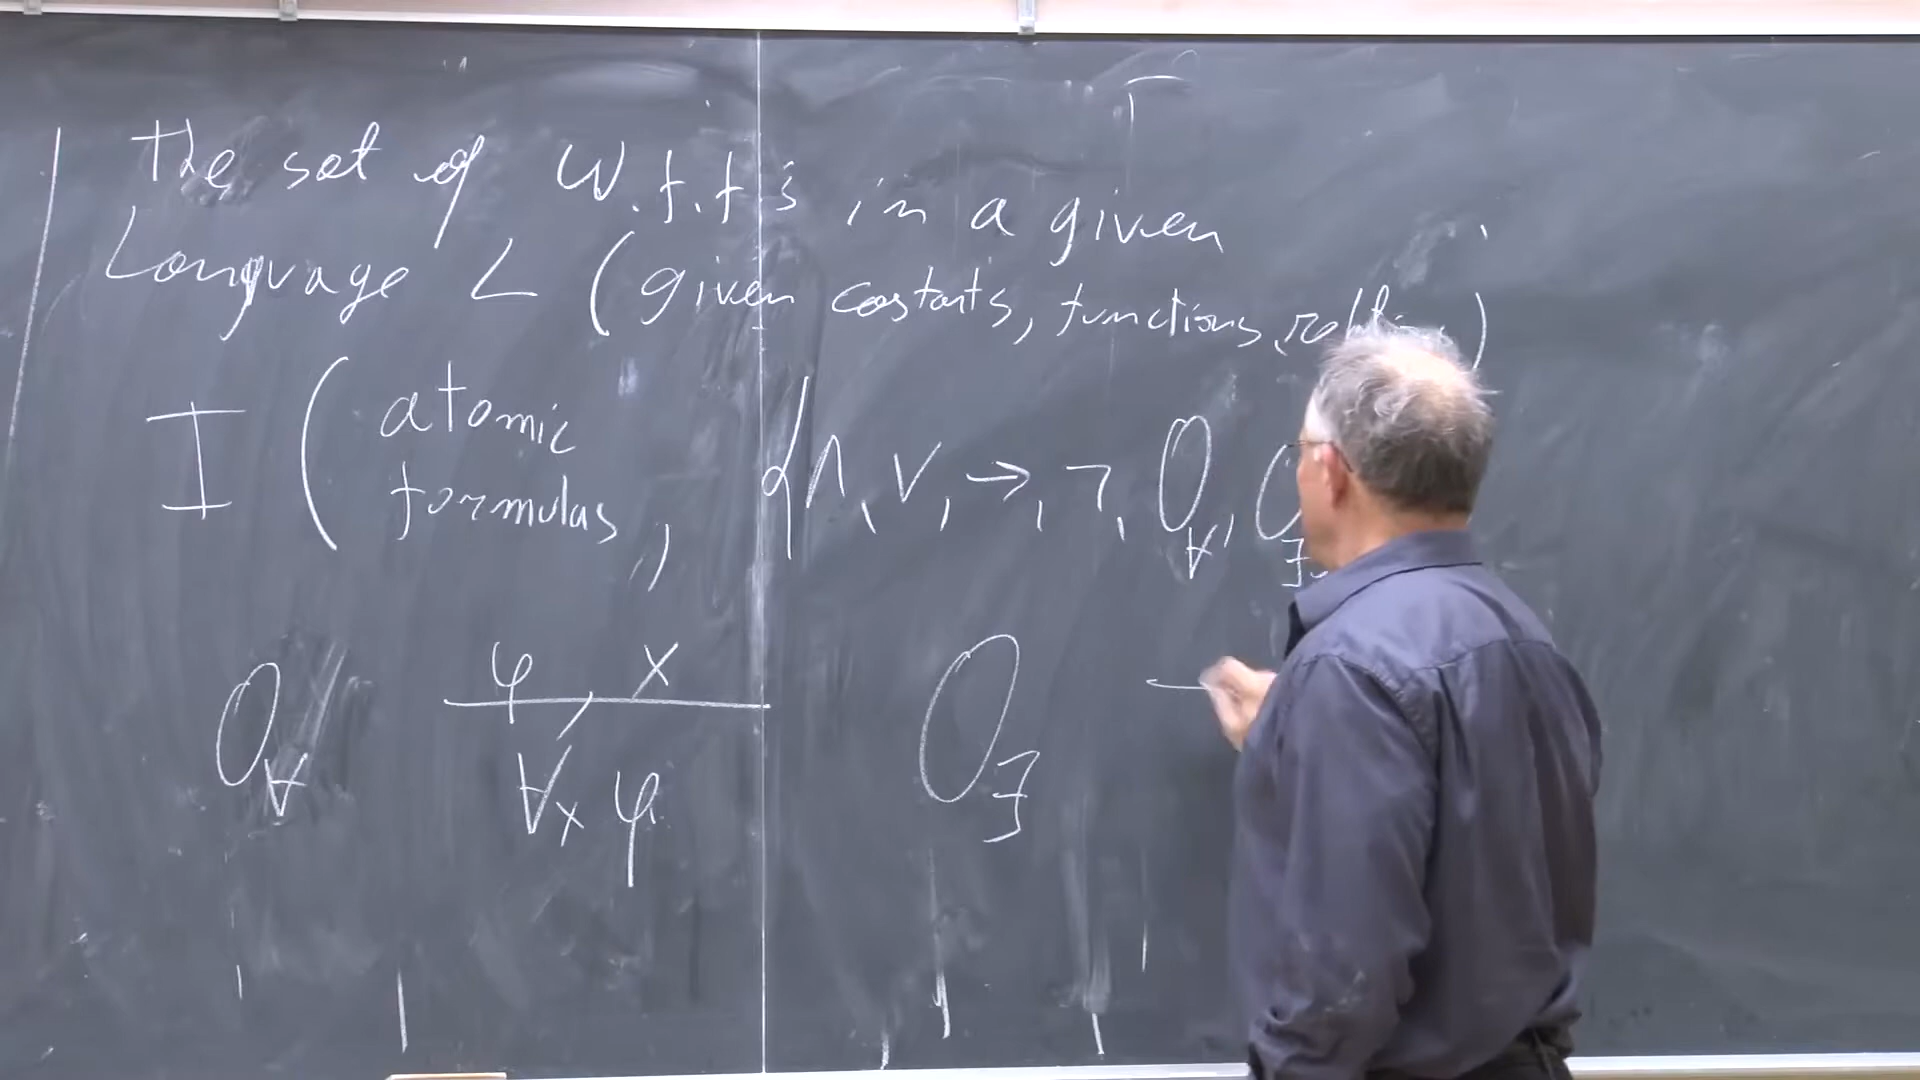 The set of w.f.f's in a given
Language L (given costants, functions, )
I ( atomic formulas, { ∧, ∨, →, ¬, O∀, O∃,
O∀ φ, x O∃
∀x φ